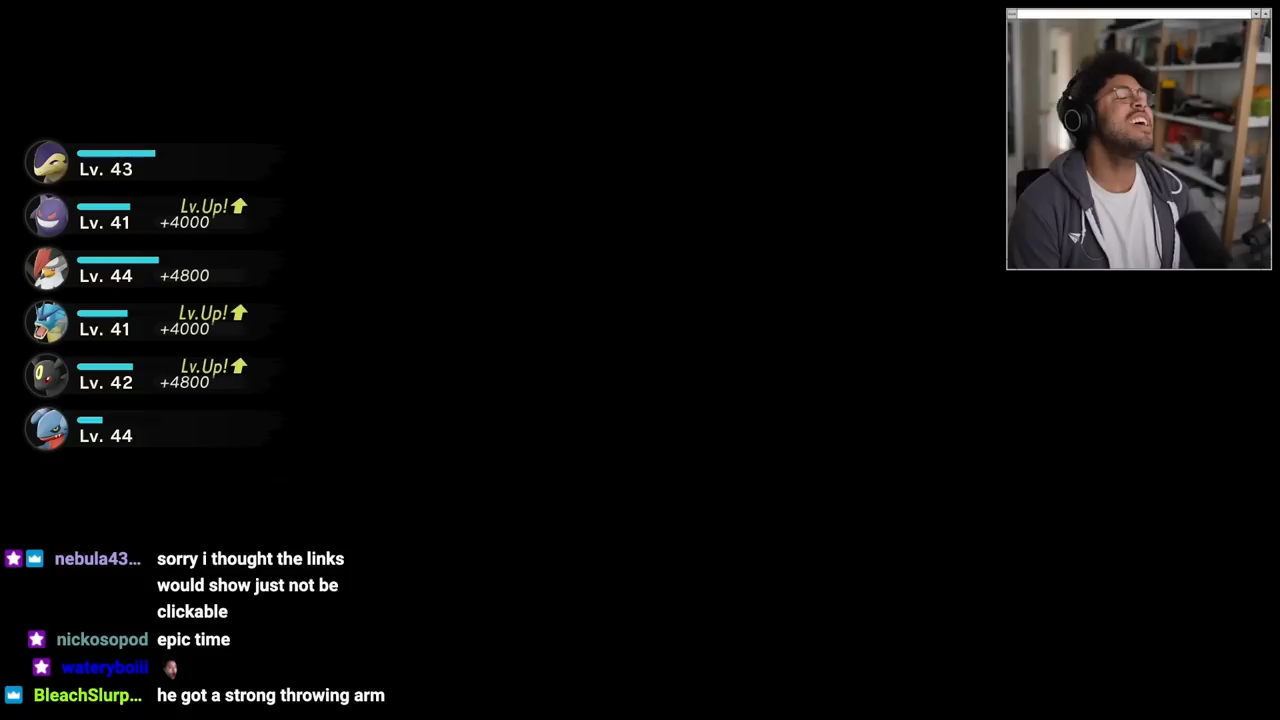 Lv. 43
Lv.Up!
Lv. 41 +4000
Lv. 44 +4800
Lv.Up!
Lv. 41 +4000
Lv.Up!
Lv. 42 +4800
Lv. 44
nebula43... sorry i thought the links
would show just not be
clickable
nickosopod epic time
wateryboiii
BleachSlurp... he got a strong throwing arm